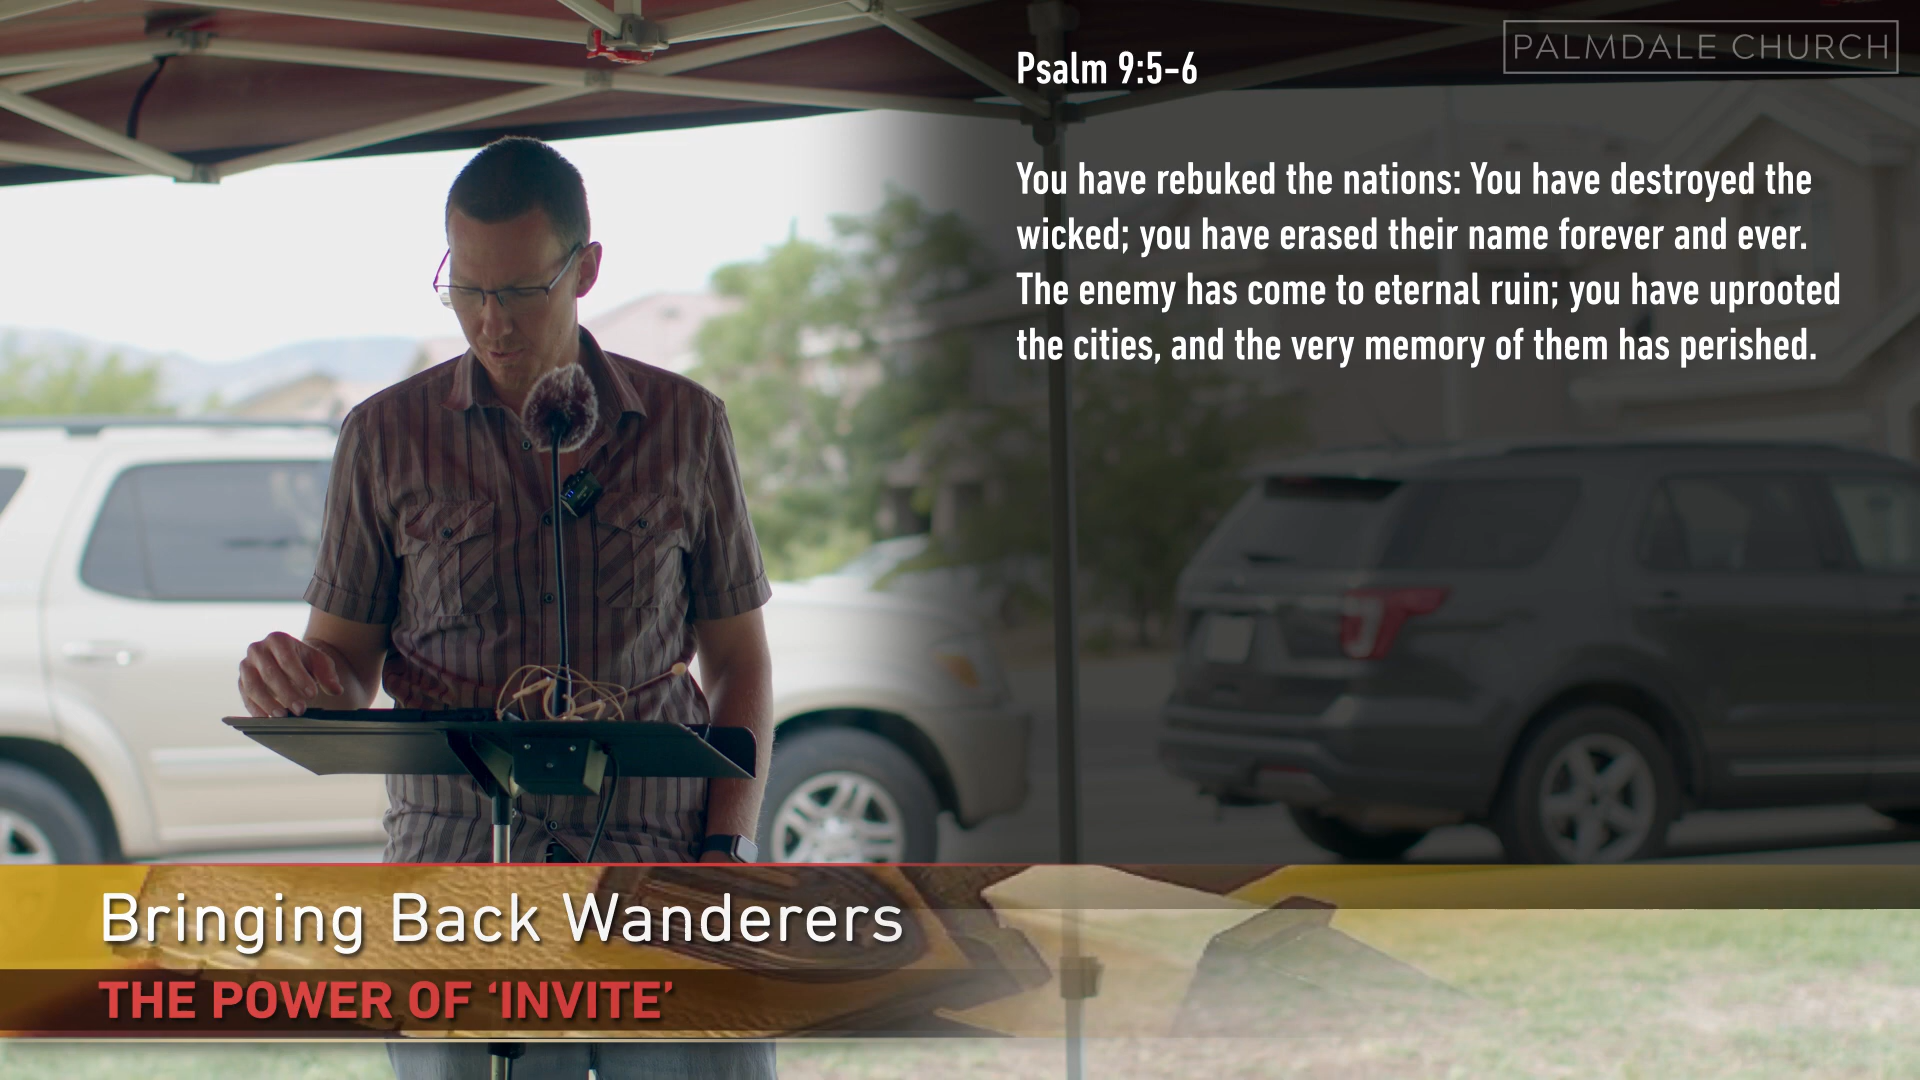 PALMDALE CHURCH
Psalm 9:5-6
You have rebuked the nations: You have destroyed the
wicked; you have erased their name forever and ever.
The enemy has come to eternal ruin; you have uprooted
the cities, and the very memory of them has perished.
Bringing Back Wanderers
THE POWER OF ‘INVITE’